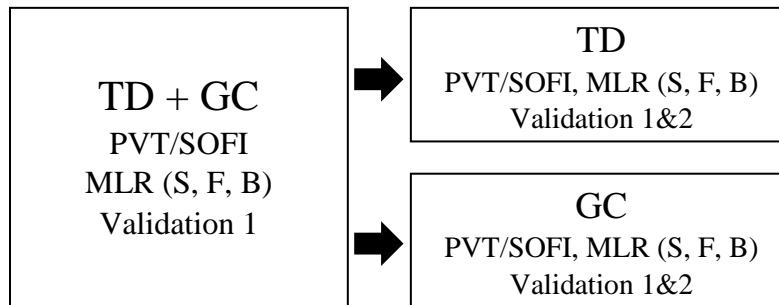 TD + GC
PVT/SOFI
MLR (S, F, B)
Validation 1
TD
PVT/SOFI, MLR (S, F, B)
Validation 1&2
GC
PVT/SOFI, MLR (S, F, B)
Validation 1&2